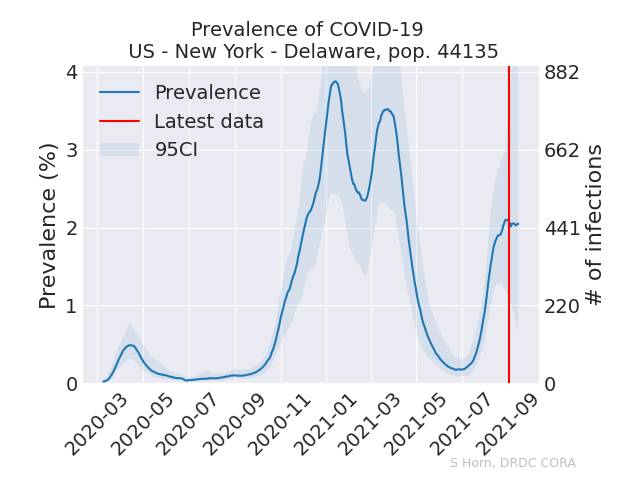 Prevalence of COVID-19
US - New York - Delaware, pop. 44135
Prevalence (%)
4
3
2
1
0
Prevalence
Latest data
95CI
882
662
441
220
0
# of infections
2020-03
2020-05
2020-07
2020-09
2020-11
2021-01
2021-03
2021-05
2021-07
2021-09
S Horn, DRDC CORA